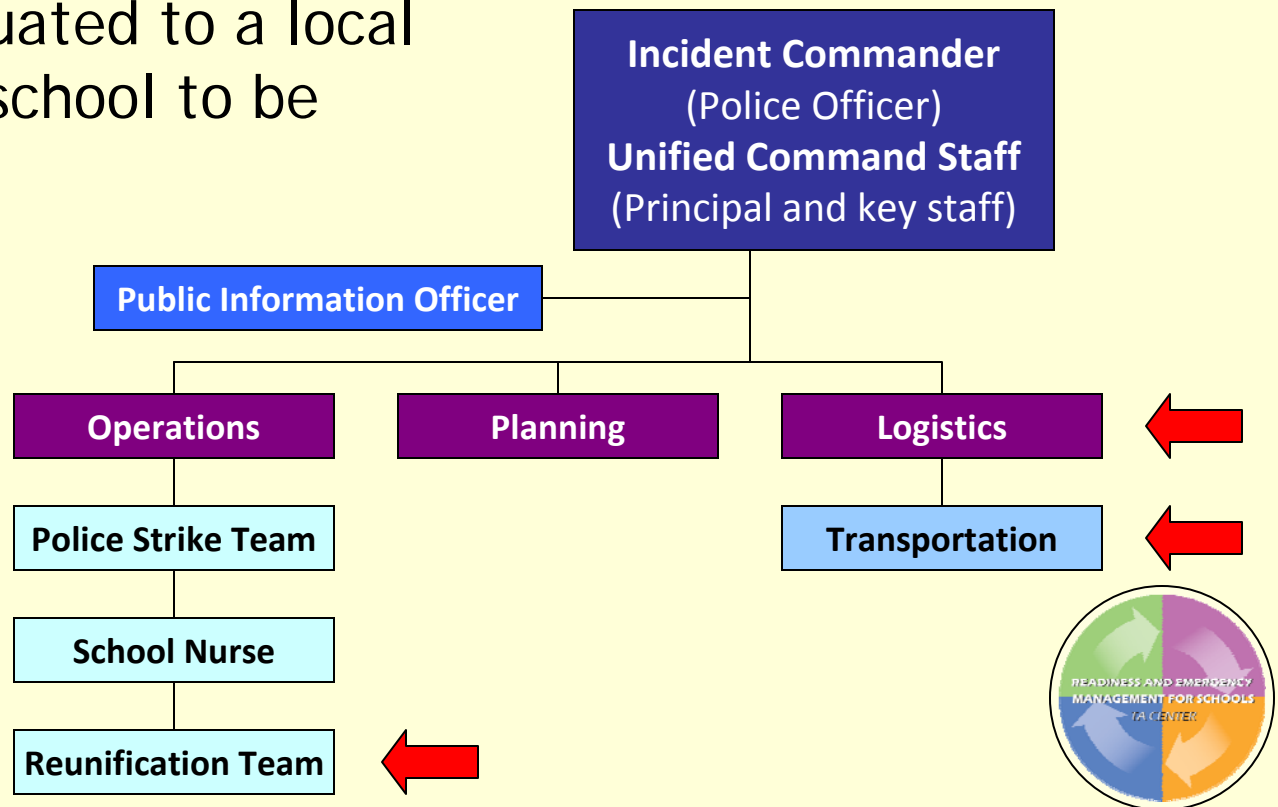 uated to a local
school to be
Incident Commander
(Police Officer)
Unified Command Staff
(Principal and key staff)
Public Information Officer
Operations
Planning
Logistics
Police Strike Team
Transportation
School Nurse
Reunification Team
READINESS AND EMERGENCY
MANAGEMENT FOR SCHOOLS
TA CENTER